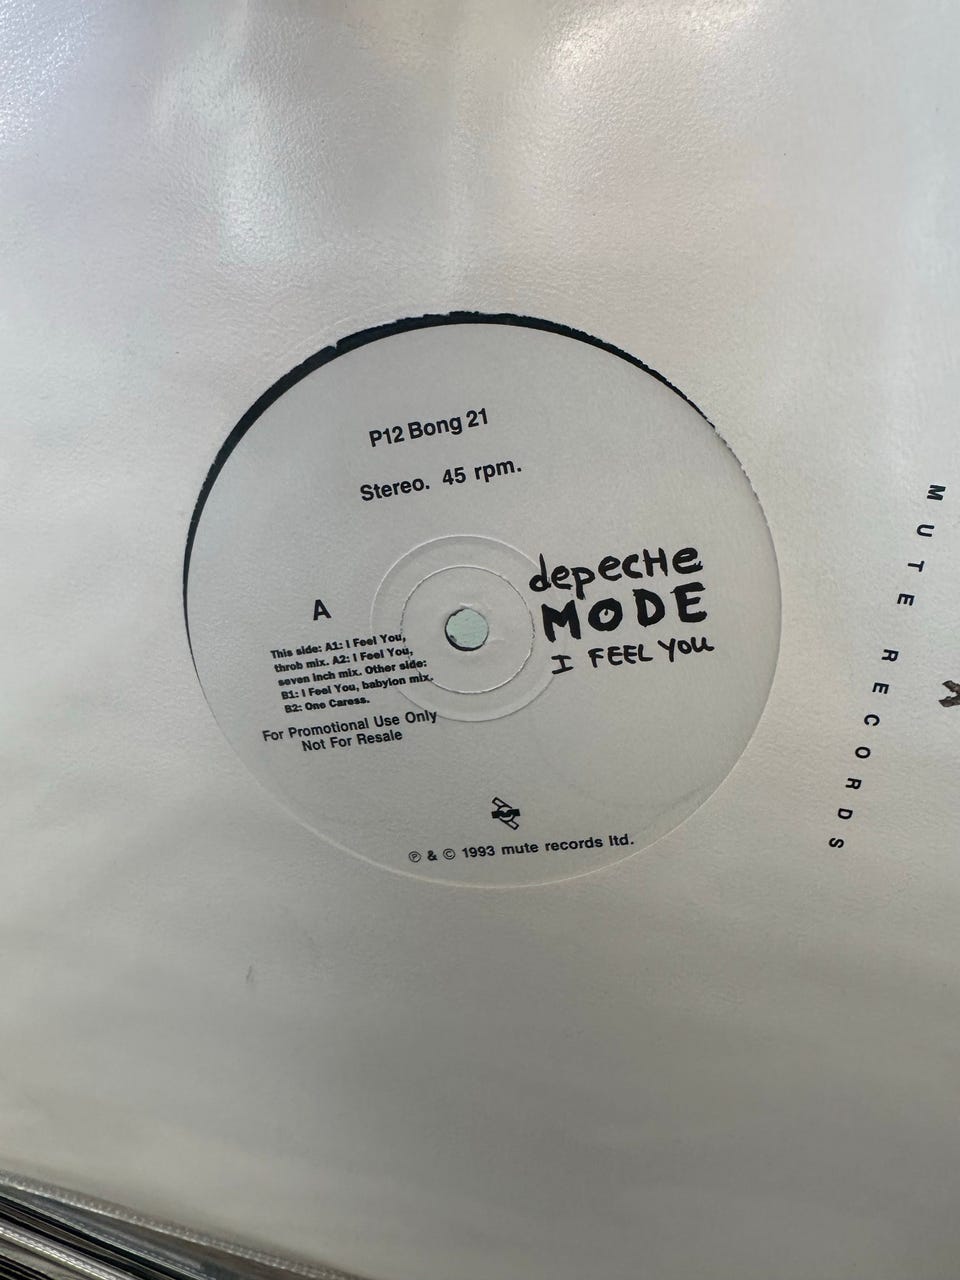 P12 Bong 21
Stereo. 45 rpm.
depecHe
MODE
I FEEL YOU
A
This side: A1: I Feel You,
throb mix. A2: I Feel You,
seven inch mix. Other side:
B1: I Feel You, babylon mix.
B2: One Caress.
For Promotional Use Only
Not For Resale
℗ & © 1993 mute records ltd.
MUTE RECORDS